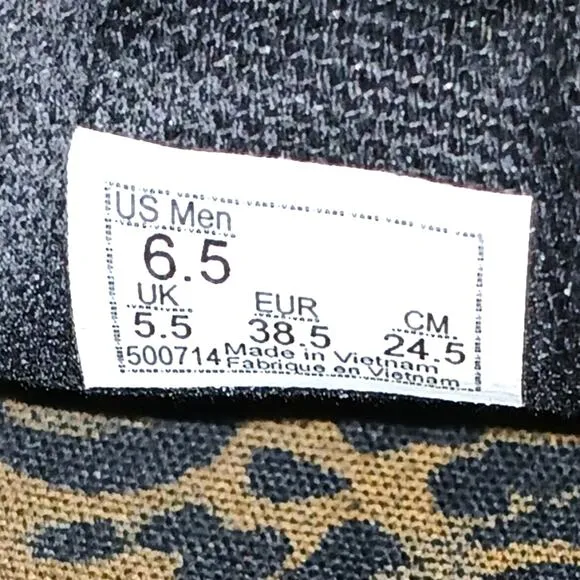 US Men
6.5
UK EUR CM
5.5 38.5 24.5
500714 Made in Vietnam
Fabrique en Vietnam